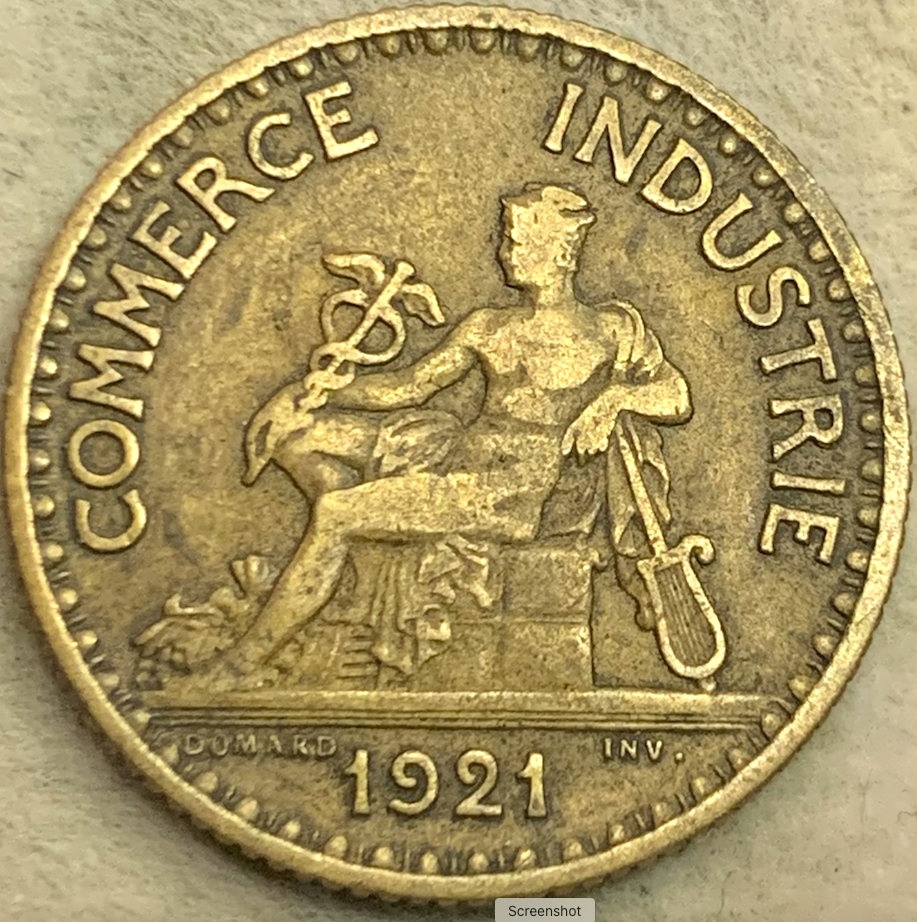 COMMERCE INDUSTRIE
DOMARD INV.
1921
Screenshot